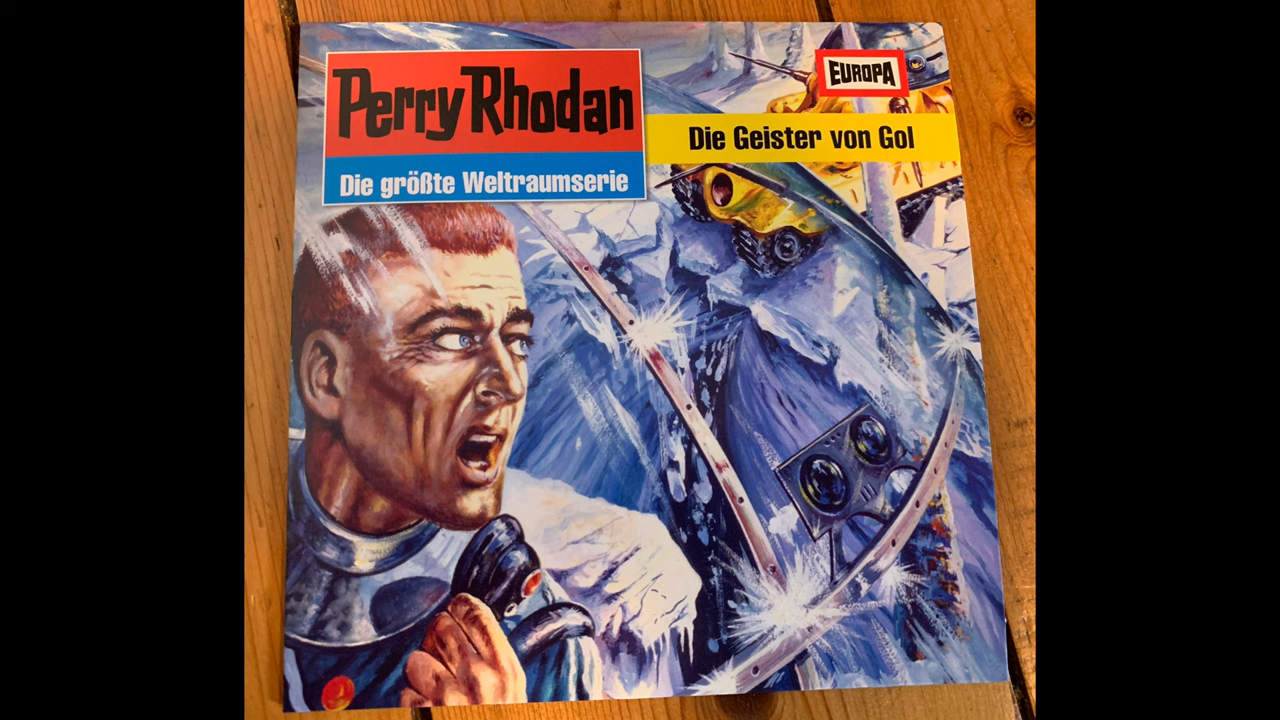 Perry Rhodan
Die größte Weltraumserie
EUROPA
Die Geister von Gol